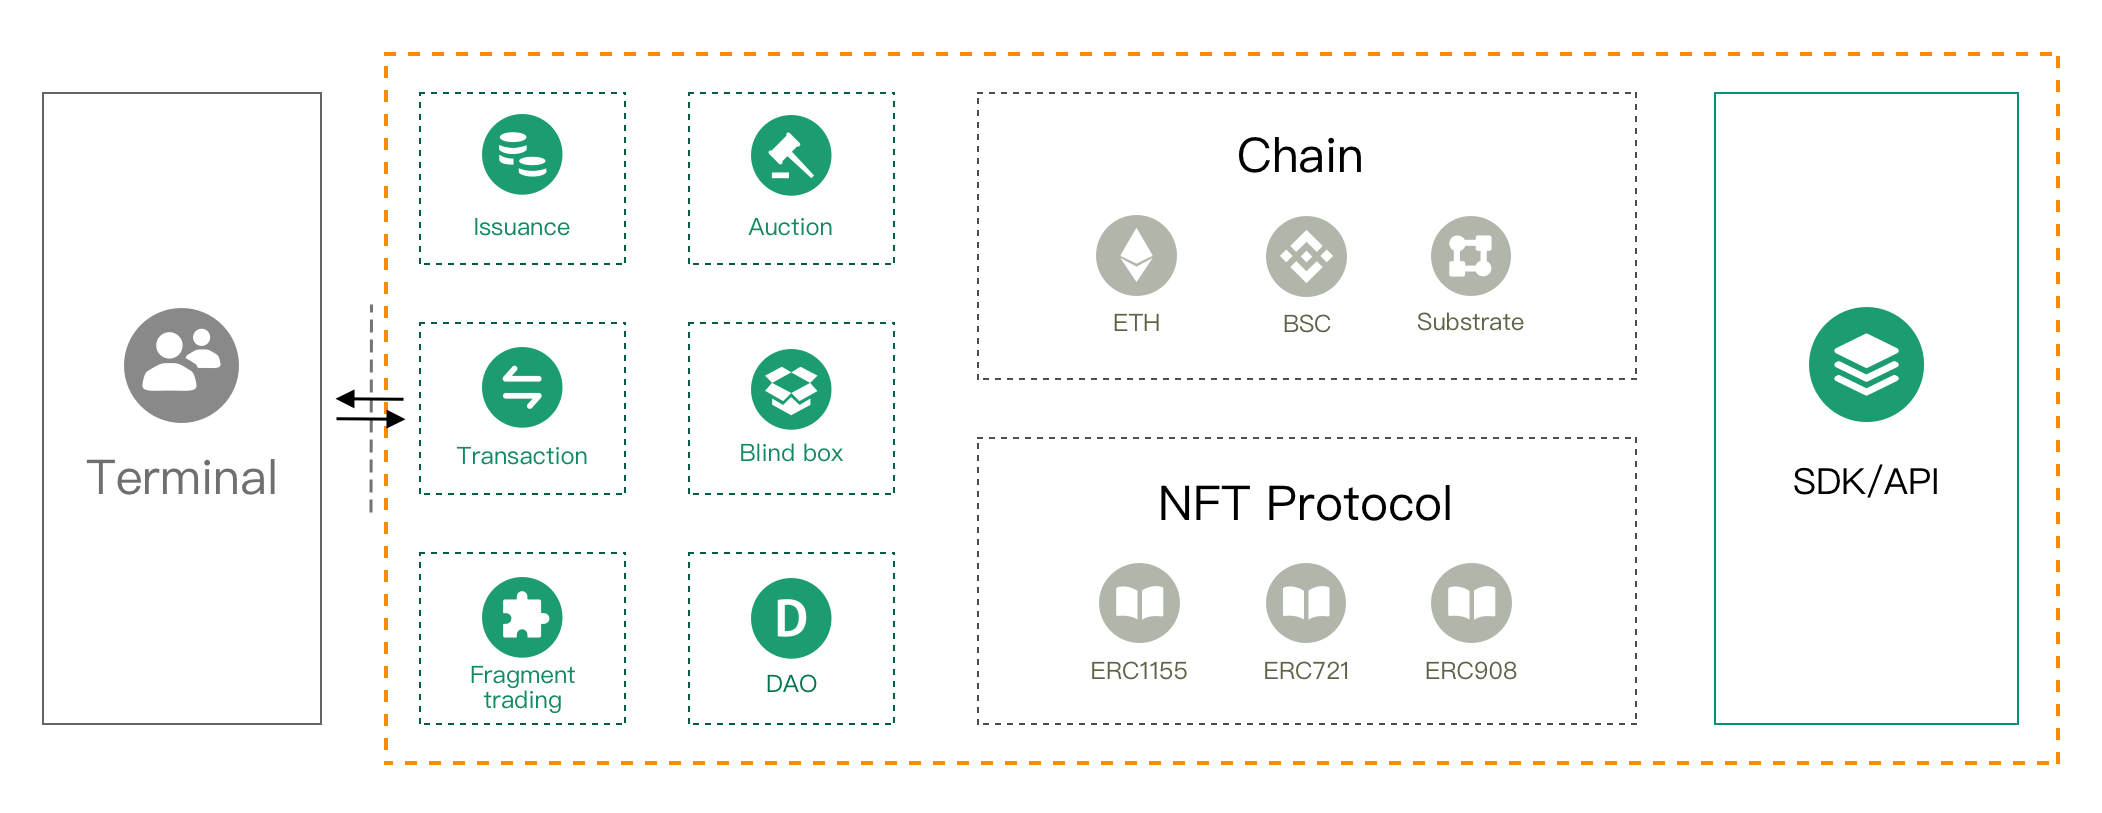 Terminal
Issuance
Auction
Transaction
Blind box
Fragment
trading
D
DAO
Chain
ETH
BSC
Substrate
NFT Protocol
ERC1155
ERC721
ERC908
SDK/API